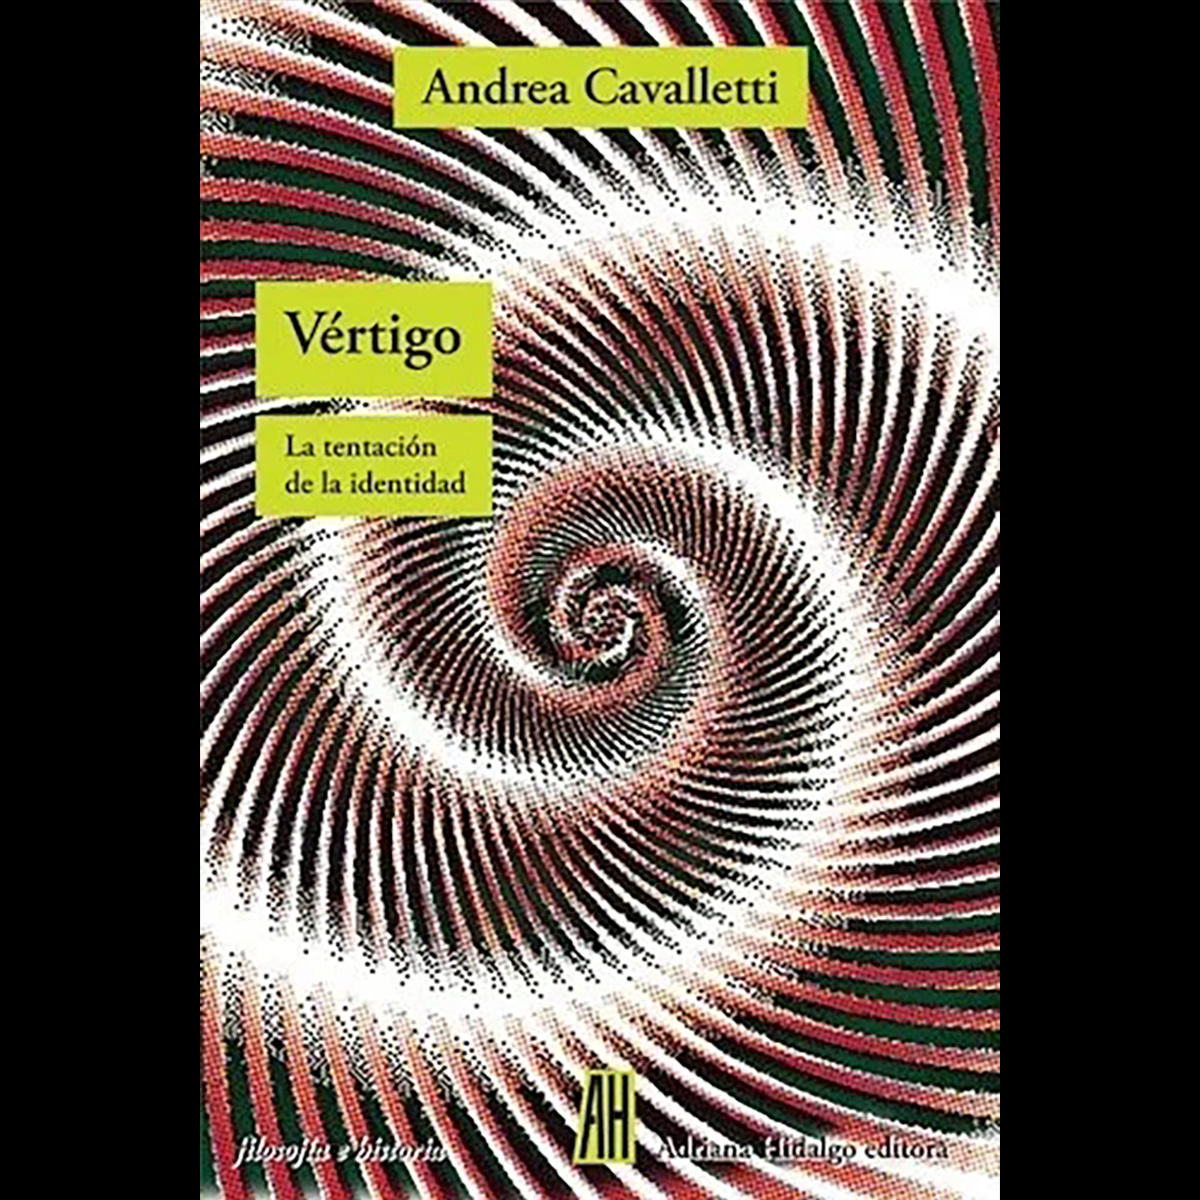 Andrea Cavalletti
Vértigo
La tentación
de la identidad
AH
filosofía e historia
Adriana Hidalgo editora